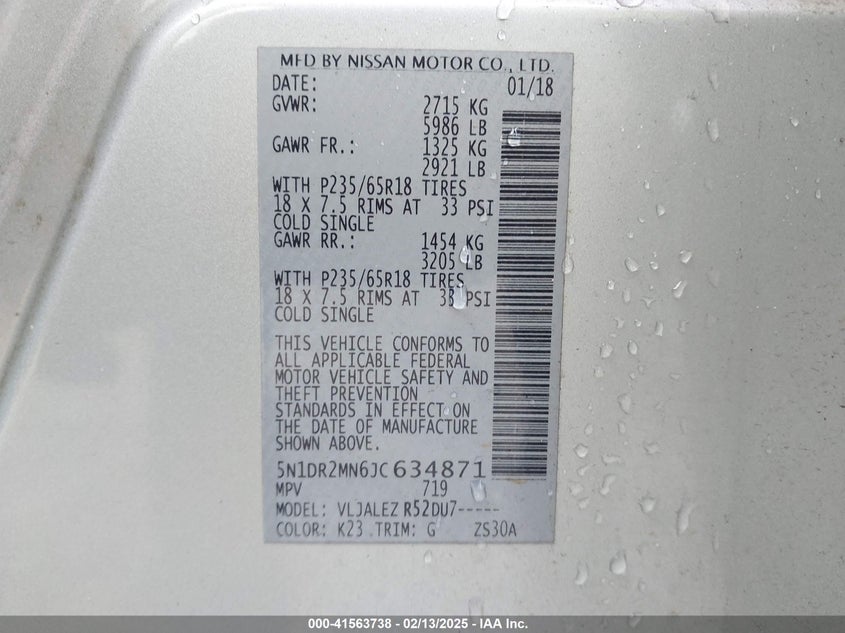 MFD BY NISSAN MOTOR CO., LTD.
DATE: 01/18
GVWR: 2715 KG
5986 LB
GAWR FR.: 1325 KG
2921 LB
WITH P235/65R18 TIRES
18 X 7.5 RIMS AT 33 PSI
COLD SINGLE
GAWR RR.: 1454 KG
3205 LB
WITH P235/65R18 TIRES
18 X 7.5 RIMS AT 33 PSI
COLD SINGLE
THIS VEHICLE CONFORMS TO
ALL APPLICABLE FEDERAL
MOTOR VEHICLE SAFETY AND
THEFT PREVENTION
STANDARDS IN EFFECT ON
THE DATE OF MANUFACTURE
SHOWN ABOVE.
5N1DR2MN6JC634871
MPV 719
MODEL: VLJALEZ R52DU7-----
COLOR: K23 TRIM: G ZS30A
000-41563738 - 02/13/2025 - IAA Inc.